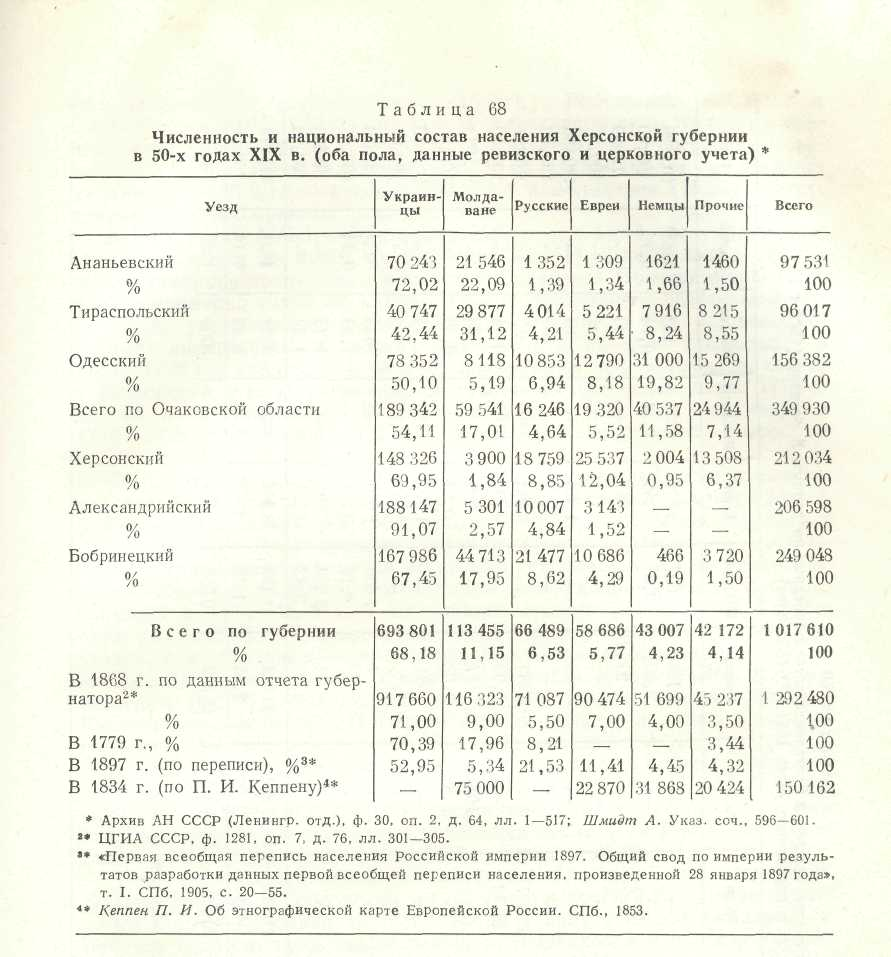 Таблица 68
Численность и национальный состав населения Херсонской губернии
в 50-х годах XIX в. (оба пола, данные ревизского и церковного учета) *
Уезд Украин- Молда- Русские Евреи Немцы Прочие Всего
цы ване
Ананьевский 70 243 21 546 1 352 1 309 1621 1460 97 531
% 72,02 22,09 1,39 1,34 1,66 1,50 100
Тираспольский 40 747 29 877 4 014 5 221 7 916 8 215 96 017
% 42,44 31,12 4,21 5,44 8,24 8,55 100
Одесский 78 352 8 118 10 853 12 790 31 000 15 269 156 382
% 50,10 5,19 6,94 8,18 19,82 9,77 100
Всего по Очаковской области 189 342 59 541 16 246 19 320 40 537 24 944 349 930
% 54,11 17,01 4,64 5,52 11,58 7,14 100
Херсонский 148 326 3 900 18 759 25 537 2 004 13 508 212 034
% 69,95 1,84 8,85 12,04 0,95 6,37 100
Александрийский 188 147 5 301 10 007 3 143 — — 206 598
% 91,07 2,57 4,84 1,52 — — 100
Бобринецкий 167 986 44 713 21 477 10 686 466 3 720 249 048
% 67,45 17,95 8,62 4,29 0,19 1,50 100
Всего по губернии 693 801 113 455 66 489 58 686 43 007 42 172 1 017 610
% 68,18 11,15 6,53 5,77 4,23 4,14 100
В 1868 г. по данным отчета губер-
натора²* 917 660 116 323 71 087 90 474 51 699 45 237 1 292 480
% 71,00 9,00 5,50 7,00 4,00 3,50 100
В 1779 г., % 70,39 17,96 8,21 — — 3,44 100
В 1897 г. (по переписи), %³* 52,95 5,34 21,53 11,41 4,45 4,32 100
В 1834 г. (по П. И. Кеппену)⁴* — 75 000 — 22 870 31 868 20 424 150 162
* Архив АН СССР (Ленингр. отд.), ф. 30, оп. 2, д. 64, лл. 1—517; Шмидт А. Указ. соч., 596—601.
²* ЦГИА СССР, ф. 1281, оп. 7, д. 76, лл. 301—305.
³* «Первая всеобщая перепись населения Российской империи 1897. Общий свод по империи резуль-
татов разработки данных первой всеобщей переписи населения, произведенной 28 января 1897 года»,
т. I. СПб, 1905, с. 20—55.
⁴* Кеппен П. И. Об этнографической карте Европейской России. СПб., 1853.